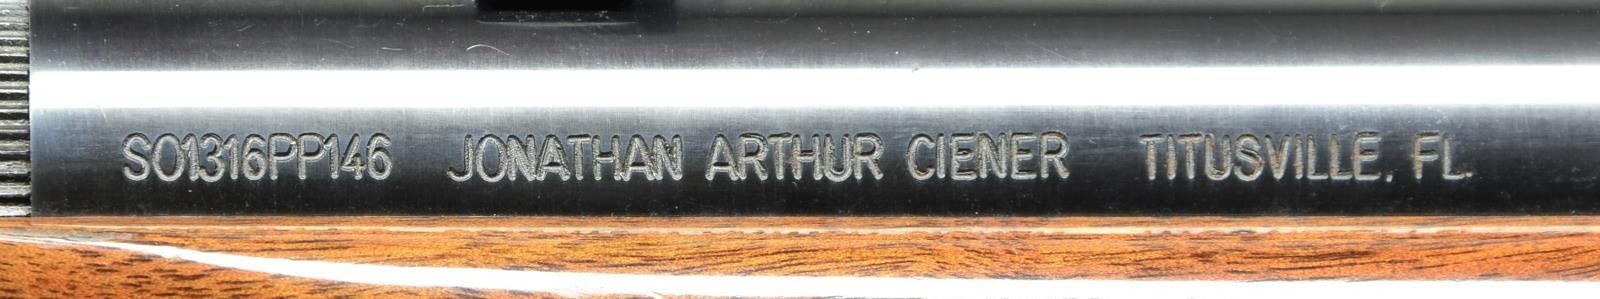 SO1316PP146 JONATHAN ARTHUR CIENER TITUSVILLE, FL.